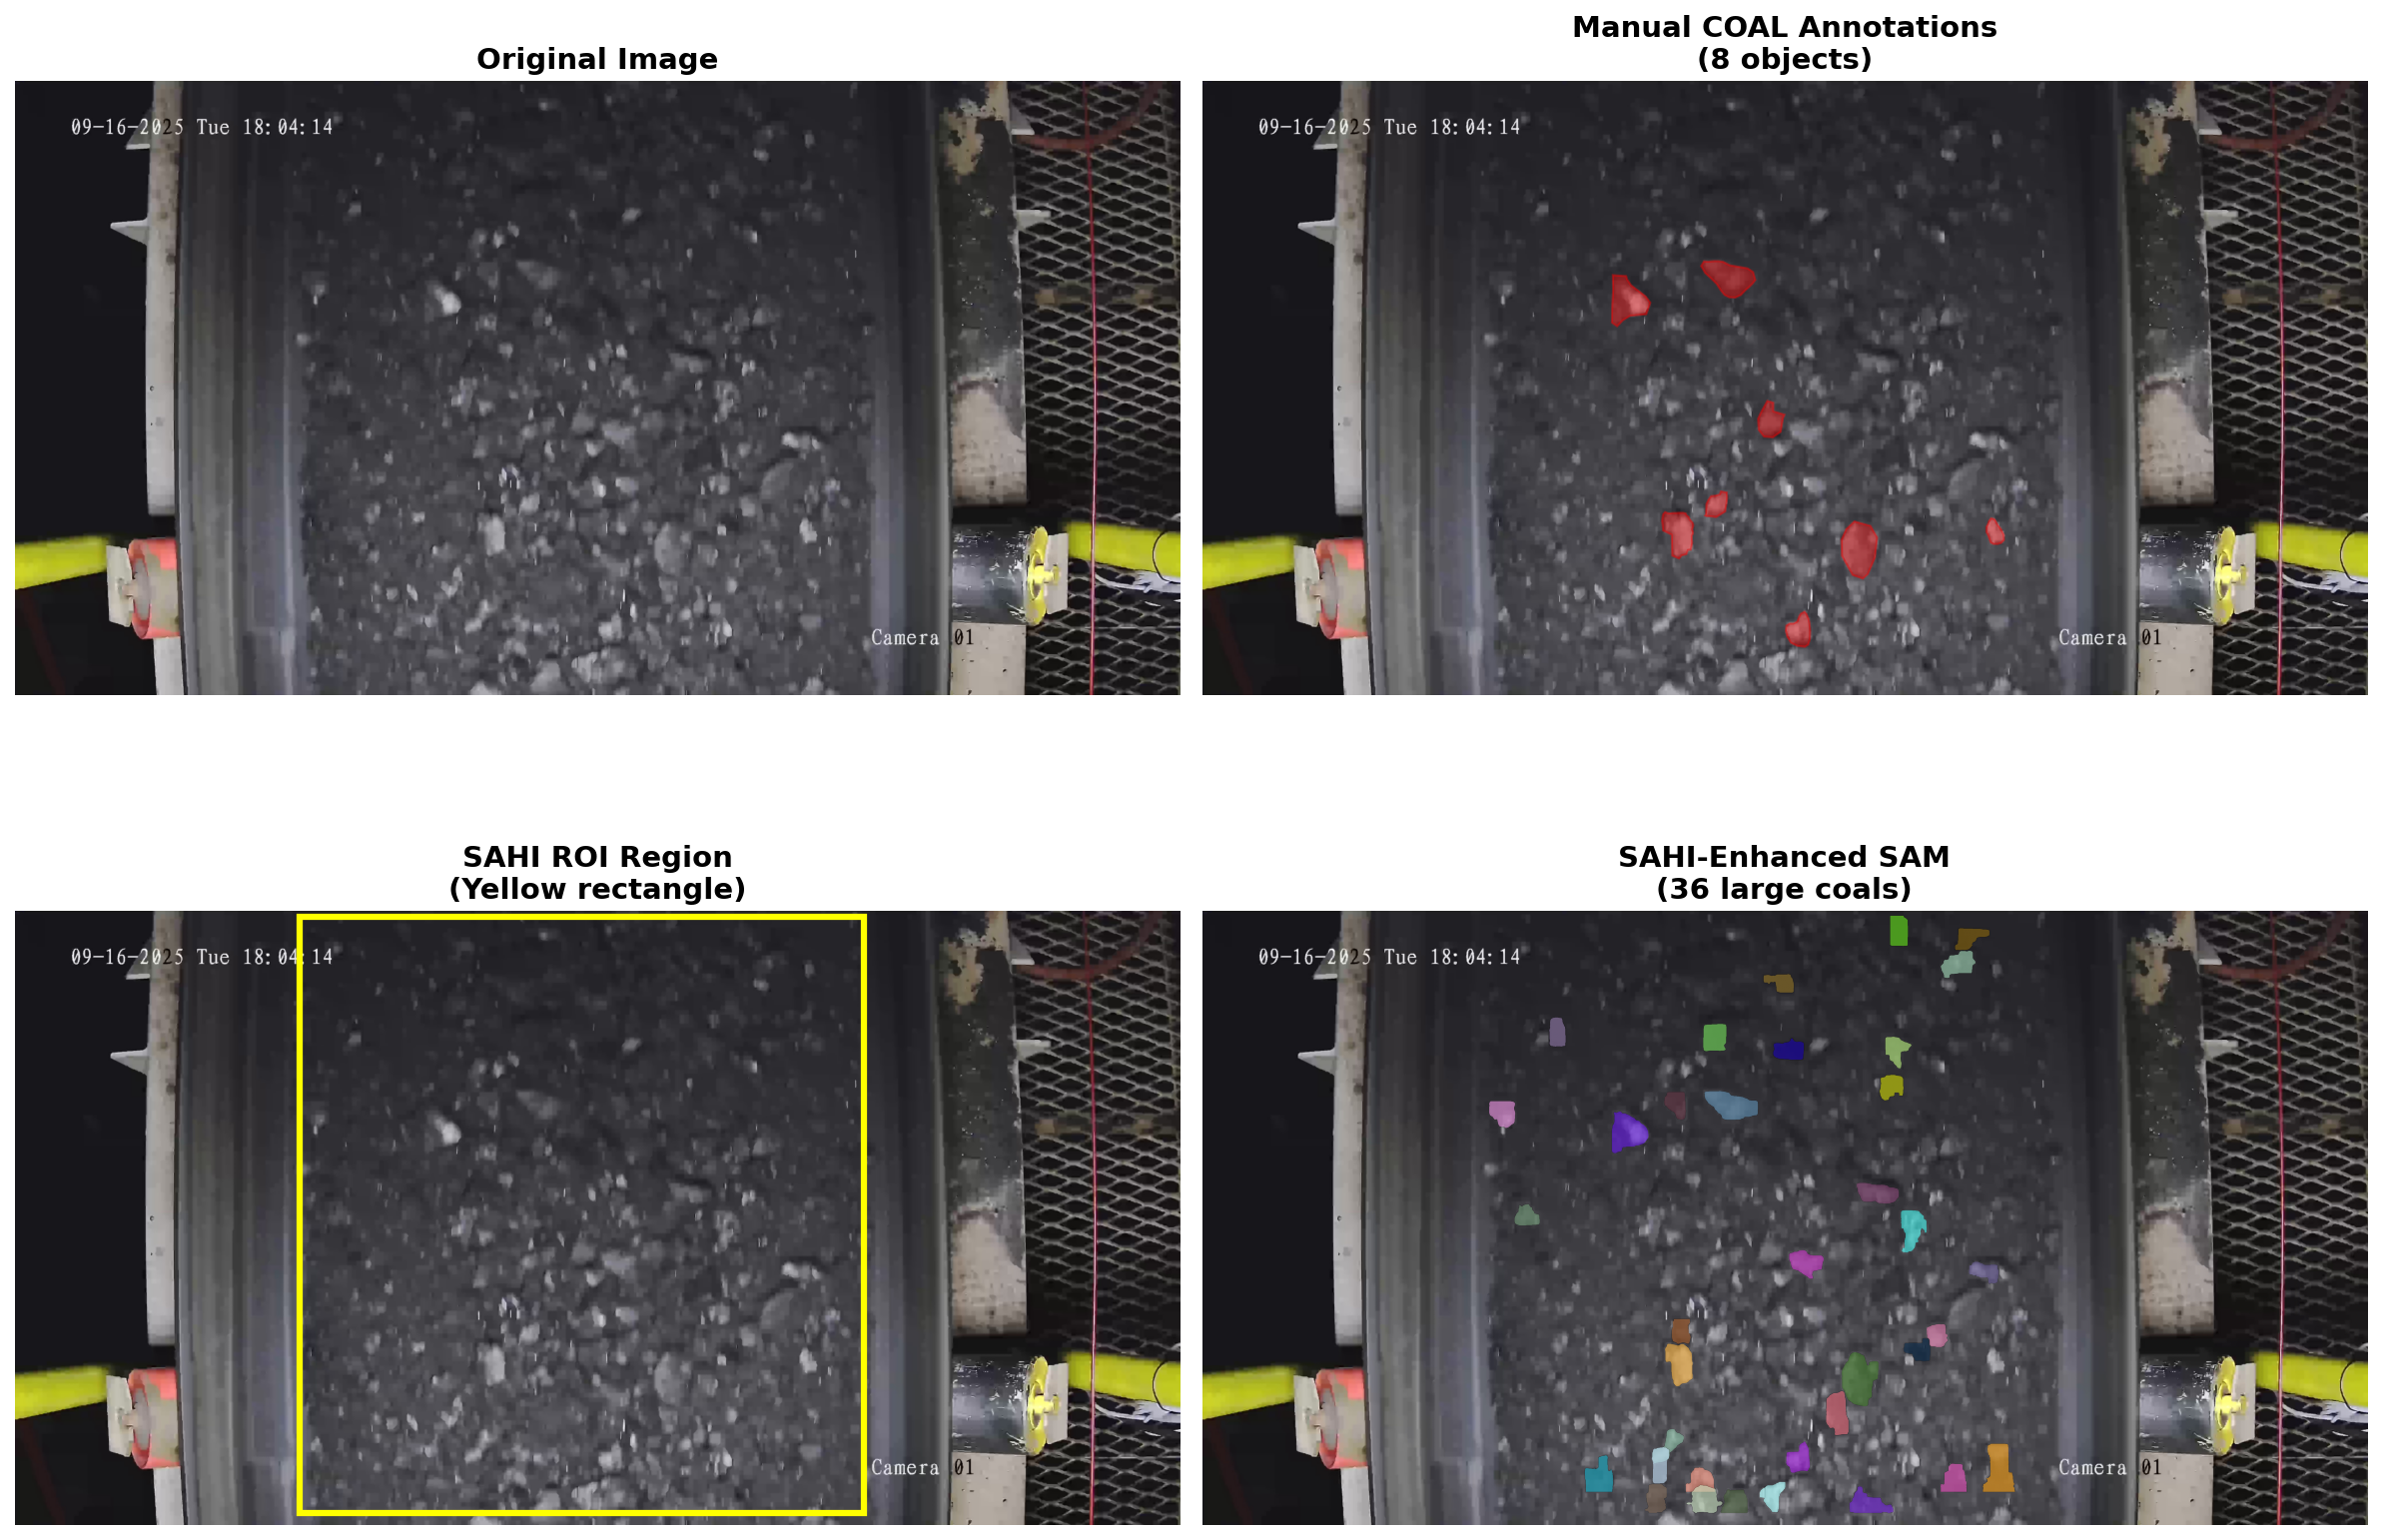 Original Image
09-16-2025 Tue 18:04:14
Camera 01
Manual COAL Annotations
(8 objects)
09-16-2025 Tue 18:04:14
Camera 01
SAHI ROI Region
(Yellow rectangle)
09-16-2025 Tue 18:04:14
Camera 01
SAHI-Enhanced SAM
(36 large coals)
09-16-2025 Tue 18:04:14
Camera 01